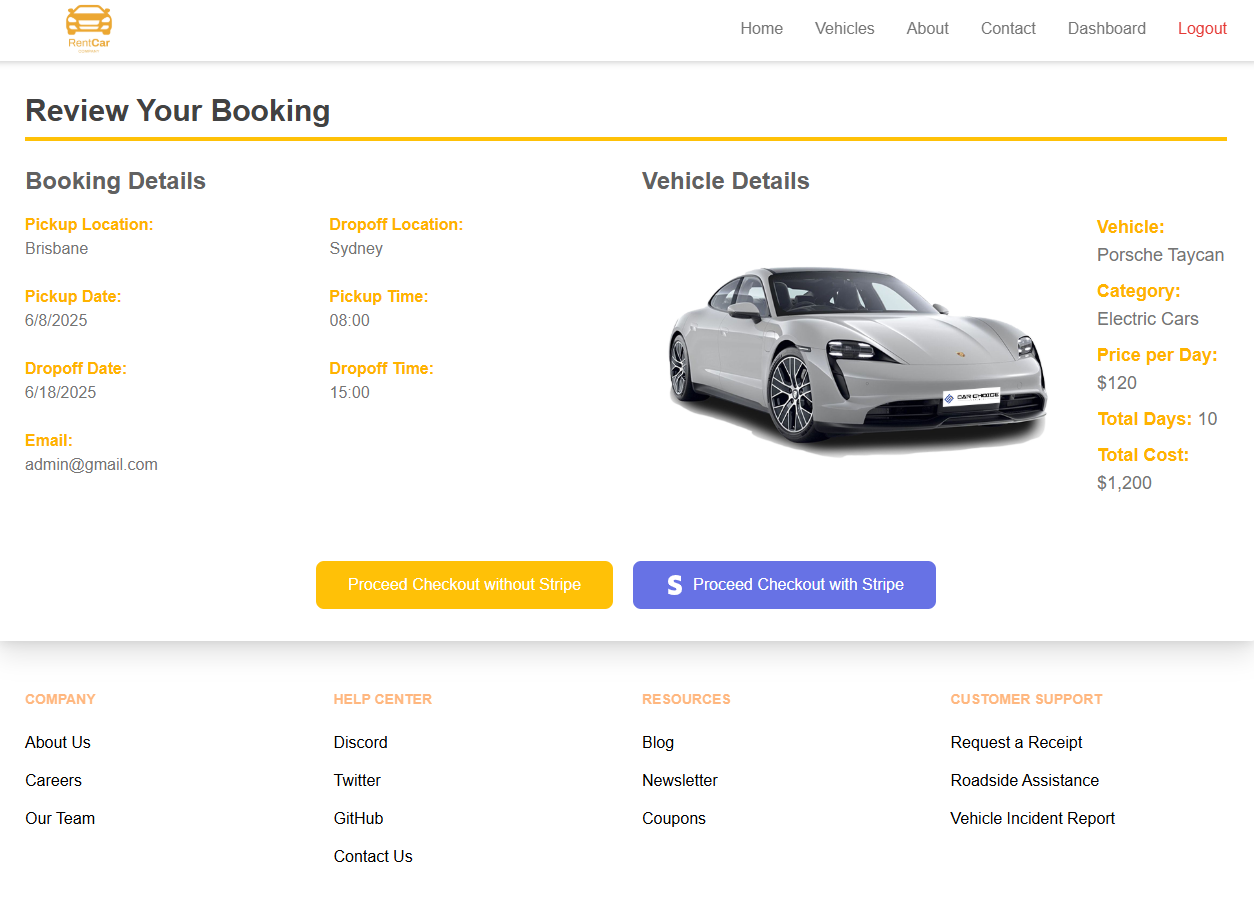 RentCar
COMPANY
Home
Vehicles
About
Contact
Dashboard
Logout
Review Your Booking
Booking Details
Pickup Location:
Brisbane
Dropoff Location:
Sydney
Pickup Date:
6/8/2025
Pickup Time:
08:00
Dropoff Date:
6/18/2025
Dropoff Time:
15:00
Email:
admin@gmail.com
Vehicle Details
CAR CHOICE
Vehicle:
Porsche Taycan
Category:
Electric Cars
Price per Day:
$120
Total Days: 10
Total Cost:
$1,200
Proceed Checkout without Stripe
S Proceed Checkout with Stripe
COMPANY
About Us
Careers
Our Team
HELP CENTER
Discord
Twitter
GitHub
Contact Us
RESOURCES
Blog
Newsletter
Coupons
CUSTOMER SUPPORT
Request a Receipt
Roadside Assistance
Vehicle Incident Report